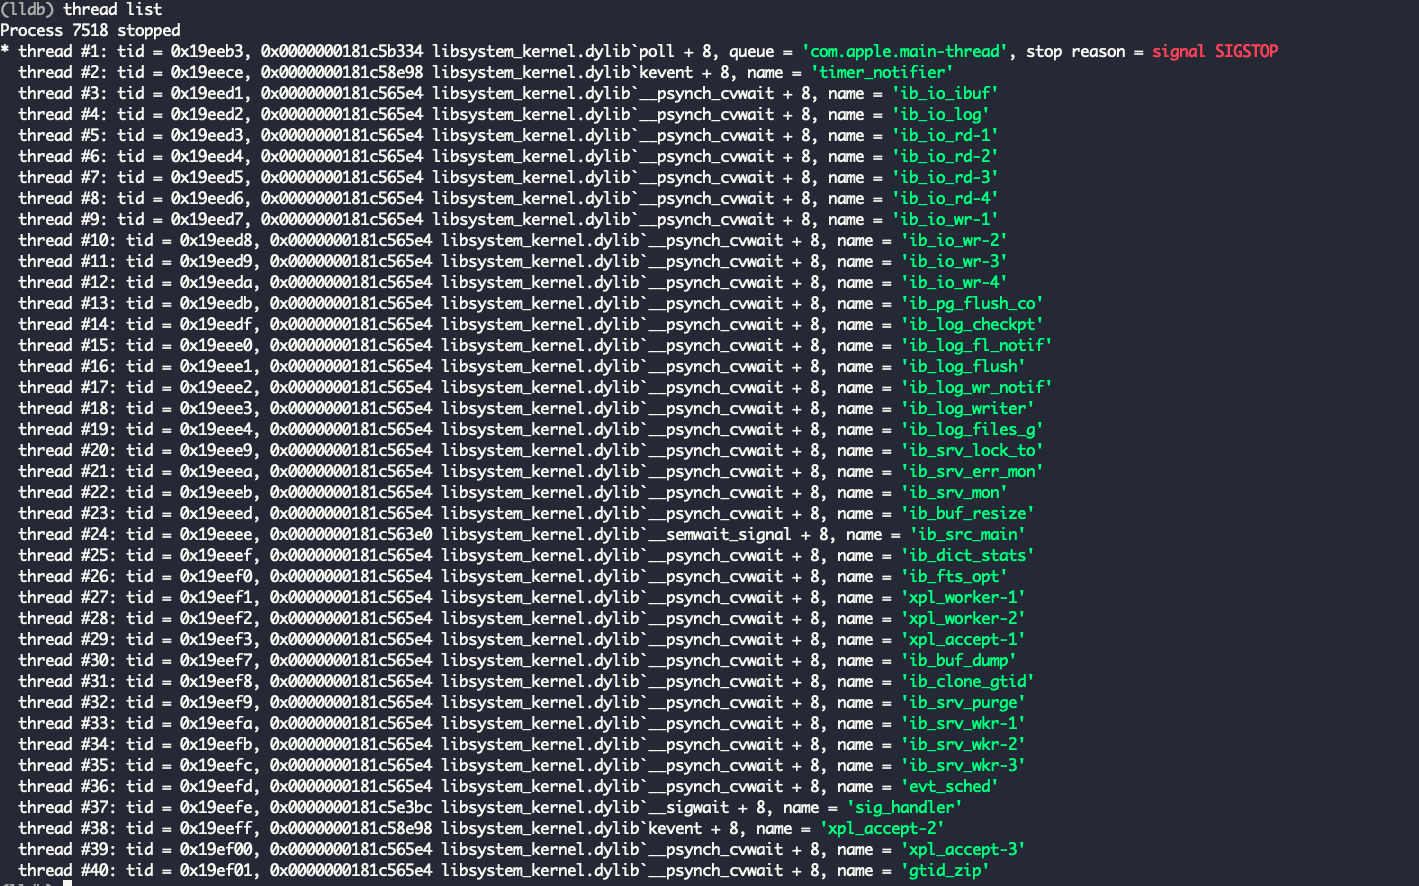 (lldb) thread list
Process 7518 stopped
* thread #1: tid = 0x19eeb3, 0x0000000181c5b334 libsystem_kernel.dylib`poll + 8, queue = 'com.apple.main-thread', stop reason = signal SIGSTOP
  thread #2: tid = 0x19eece, 0x0000000181c58e98 libsystem_kernel.dylib`kevent + 8, name = 'timer_notifier'
  thread #3: tid = 0x19eed1, 0x0000000181c565e4 libsystem_kernel.dylib`__psynch_cvwait + 8, name = 'ib_io_ibuf'
  thread #4: tid = 0x19eed2, 0x0000000181c565e4 libsystem_kernel.dylib`__psynch_cvwait + 8, name = 'ib_io_log'
  thread #5: tid = 0x19eed3, 0x0000000181c565e4 libsystem_kernel.dylib`__psynch_cvwait + 8, name = 'ib_io_rd-1'
  thread #6: tid = 0x19eed4, 0x0000000181c565e4 libsystem_kernel.dylib`__psynch_cvwait + 8, name = 'ib_io_rd-2'
  thread #7: tid = 0x19eed5, 0x0000000181c565e4 libsystem_kernel.dylib`__psynch_cvwait + 8, name = 'ib_io_rd-3'
  thread #8: tid = 0x19eed6, 0x0000000181c565e4 libsystem_kernel.dylib`__psynch_cvwait + 8, name = 'ib_io_rd-4'
  thread #9: tid = 0x19eed7, 0x0000000181c565e4 libsystem_kernel.dylib`__psynch_cvwait + 8, name = 'ib_io_wr-1'
  thread #10: tid = 0x19eed8, 0x0000000181c565e4 libsystem_kernel.dylib`__psynch_cvwait + 8, name = 'ib_io_wr-2'
  thread #11: tid = 0x19eed9, 0x0000000181c565e4 libsystem_kernel.dylib`__psynch_cvwait + 8, name = 'ib_io_wr-3'
  thread #12: tid = 0x19eeda, 0x0000000181c565e4 libsystem_kernel.dylib`__psynch_cvwait + 8, name = 'ib_io_wr-4'
  thread #13: tid = 0x19eedb, 0x0000000181c565e4 libsystem_kernel.dylib`__psynch_cvwait + 8, name = 'ib_pg_flush_co'
  thread #14: tid = 0x19eedf, 0x0000000181c565e4 libsystem_kernel.dylib`__psynch_cvwait + 8, name = 'ib_log_checkpt'
  thread #15: tid = 0x19eee0, 0x0000000181c565e4 libsystem_kernel.dylib`__psynch_cvwait + 8, name = 'ib_log_fl_notif'
  thread #16: tid = 0x19eee1, 0x0000000181c565e4 libsystem_kernel.dylib`__psynch_cvwait + 8, name = 'ib_log_flush'
  thread #17: tid = 0x19eee2, 0x0000000181c565e4 libsystem_kernel.dylib`__psynch_cvwait + 8, name = 'ib_log_wr_notif'
  thread #18: tid = 0x19eee3, 0x0000000181c565e4 libsystem_kernel.dylib`__psynch_cvwait + 8, name = 'ib_log_writer'
  thread #19: tid = 0x19eee4, 0x0000000181c565e4 libsystem_kernel.dylib`__psynch_cvwait + 8, name = 'ib_log_files_g'
  thread #20: tid = 0x19eee9, 0x0000000181c565e4 libsystem_kernel.dylib`__psynch_cvwait + 8, name = 'ib_srv_lock_to'
  thread #21: tid = 0x19eeea, 0x0000000181c565e4 libsystem_kernel.dylib`__psynch_cvwait + 8, name = 'ib_srv_err_mon'
  thread #22: tid = 0x19eeeb, 0x0000000181c565e4 libsystem_kernel.dylib`__psynch_cvwait + 8, name = 'ib_srv_mon'
  thread #23: tid = 0x19eeed, 0x0000000181c565e4 libsystem_kernel.dylib`__psynch_cvwait + 8, name = 'ib_buf_resize'
  thread #24: tid = 0x19eeee, 0x0000000181c563e0 libsystem_kernel.dylib`__semwait_signal + 8, name = 'ib_src_main'
  thread #25: tid = 0x19eeef, 0x0000000181c565e4 libsystem_kernel.dylib`__psynch_cvwait + 8, name = 'ib_dict_stats'
  thread #26: tid = 0x19eef0, 0x0000000181c565e4 libsystem_kernel.dylib`__psynch_cvwait + 8, name = 'ib_fts_opt'
  thread #27: tid = 0x19eef1, 0x0000000181c565e4 libsystem_kernel.dylib`__psynch_cvwait + 8, name = 'xpl_worker-1'
  thread #28: tid = 0x19eef2, 0x0000000181c565e4 libsystem_kernel.dylib`__psynch_cvwait + 8, name = 'xpl_worker-2'
  thread #29: tid = 0x19eef3, 0x0000000181c565e4 libsystem_kernel.dylib`__psynch_cvwait + 8, name = 'xpl_accept-1'
  thread #30: tid = 0x19eef7, 0x0000000181c565e4 libsystem_kernel.dylib`__psynch_cvwait + 8, name = 'ib_buf_dump'
  thread #31: tid = 0x19eef8, 0x0000000181c565e4 libsystem_kernel.dylib`__psynch_cvwait + 8, name = 'ib_clone_gtid'
  thread #32: tid = 0x19eef9, 0x0000000181c565e4 libsystem_kernel.dylib`__psynch_cvwait + 8, name = 'ib_srv_purge'
  thread #33: tid = 0x19eefa, 0x0000000181c565e4 libsystem_kernel.dylib`__psynch_cvwait + 8, name = 'ib_srv_wkr-1'
  thread #34: tid = 0x19eefb, 0x0000000181c565e4 libsystem_kernel.dylib`__psynch_cvwait + 8, name = 'ib_srv_wkr-2'
  thread #35: tid = 0x19eefc, 0x0000000181c565e4 libsystem_kernel.dylib`__psynch_cvwait + 8, name = 'ib_srv_wkr-3'
  thread #36: tid = 0x19eefd, 0x0000000181c565e4 libsystem_kernel.dylib`__psynch_cvwait + 8, name = 'evt_sched'
  thread #37: tid = 0x19eefe, 0x0000000181c5e3bc libsystem_kernel.dylib`__sigwait + 8, name = 'sig_handler'
  thread #38: tid = 0x19eeff, 0x0000000181c58e98 libsystem_kernel.dylib`kevent + 8, name = 'xpl_accept-2'
  thread #39: tid = 0x19ef00, 0x0000000181c565e4 libsystem_kernel.dylib`__psynch_cvwait + 8, name = 'xpl_accept-3'
  thread #40: tid = 0x19ef01, 0x0000000181c565e4 libsystem_kernel.dylib`__psynch_cvwait + 8, name = 'gtid_zip'